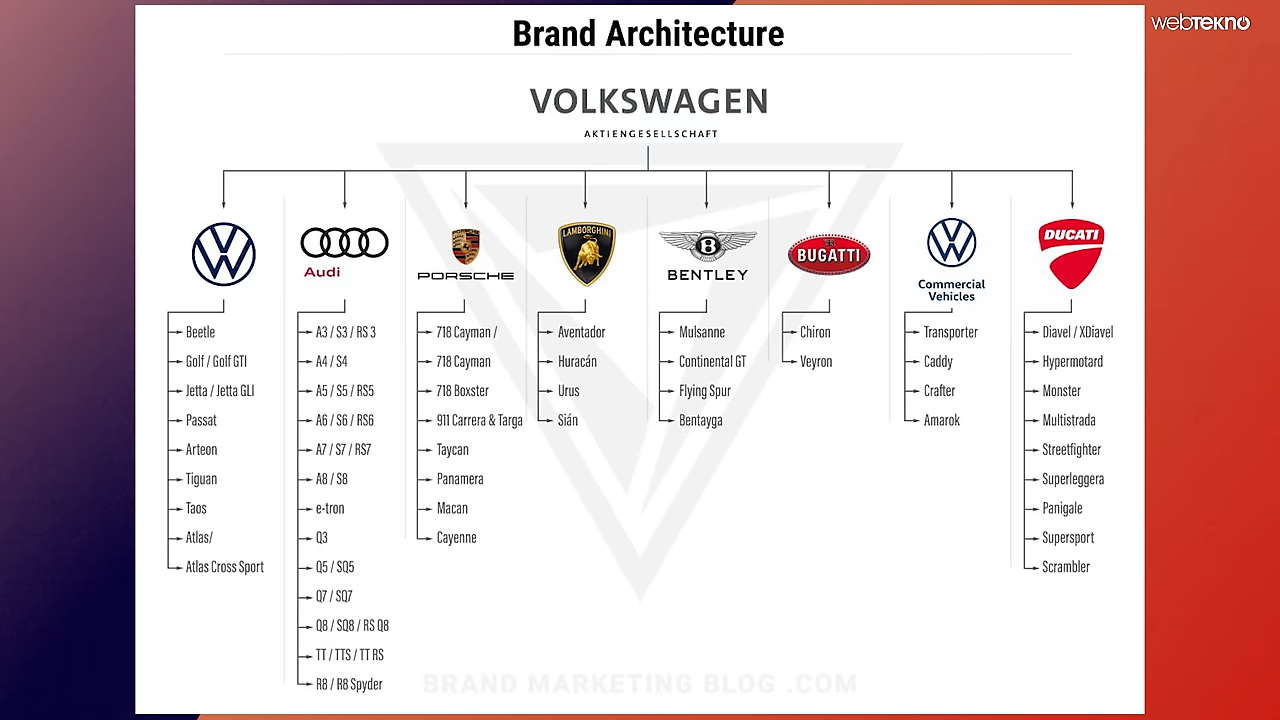 webtekno
Brand Architecture
VOLKSWAGEN
AKTIENGESELLSCHAFT
Audi
PORSCHE
LAMBORGHINI
B
BENTLEY
BUGATTI
Commercial
Vehicles
DUCATI
Beetle
Golf / Golf GTI
Jetta / Jetta GLI
Passat
Arteon
Tiguan
Taos
Atlas/
Atlas Cross Sport
A3 / S3 / RS 3
A4 / S4
A5 / S5 / RS5
A6 / S6 / RS6
A7 / S7 / RS7
A8 / S8
e-tron
Q3
Q5 / SQ5
Q7 / SQ7
Q8 / SQ8 / RS Q8
TT / TTS / TT RS
R8 / R8 Spyder
718 Cayman /
718 Cayman
718 Boxster
911 Carrera & Targa
Taycan
Panamera
Macan
Cayenne
Aventador
Huracán
Urus
Sián
Mulsanne
Continental GT
Flying Spur
Bentayga
Chiron
Veyron
Transporter
Caddy
Crafter
Amarok
Diavel / XDiavel
Hypermotard
Monster
Multistrada
Streetfighter
Superleggera
Panigale
Supersport
Scrambler
BRAND MARKETING BLOG .COM